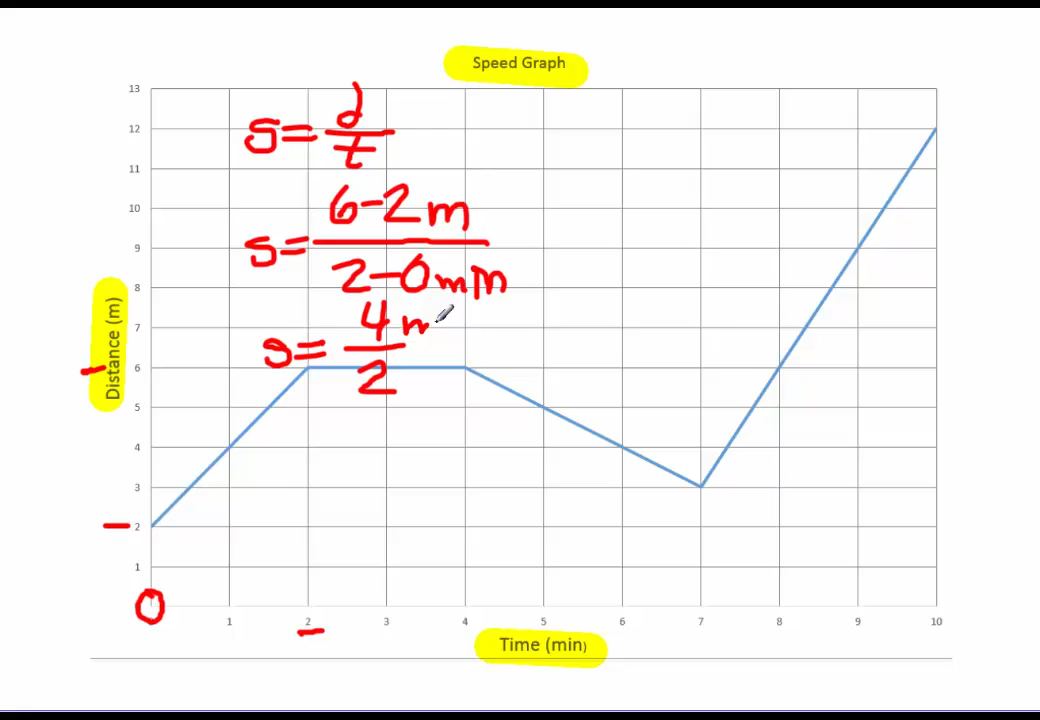 Speed Graph
13
12
11
10
9
8
7
6
5
4
3
2
1
Distance (m)
s = d/t
s = 6-2 m / 2-0 min
s = 4 m / 2
0
1 2 3 4 5 6 7 8 9 10
Time (min)